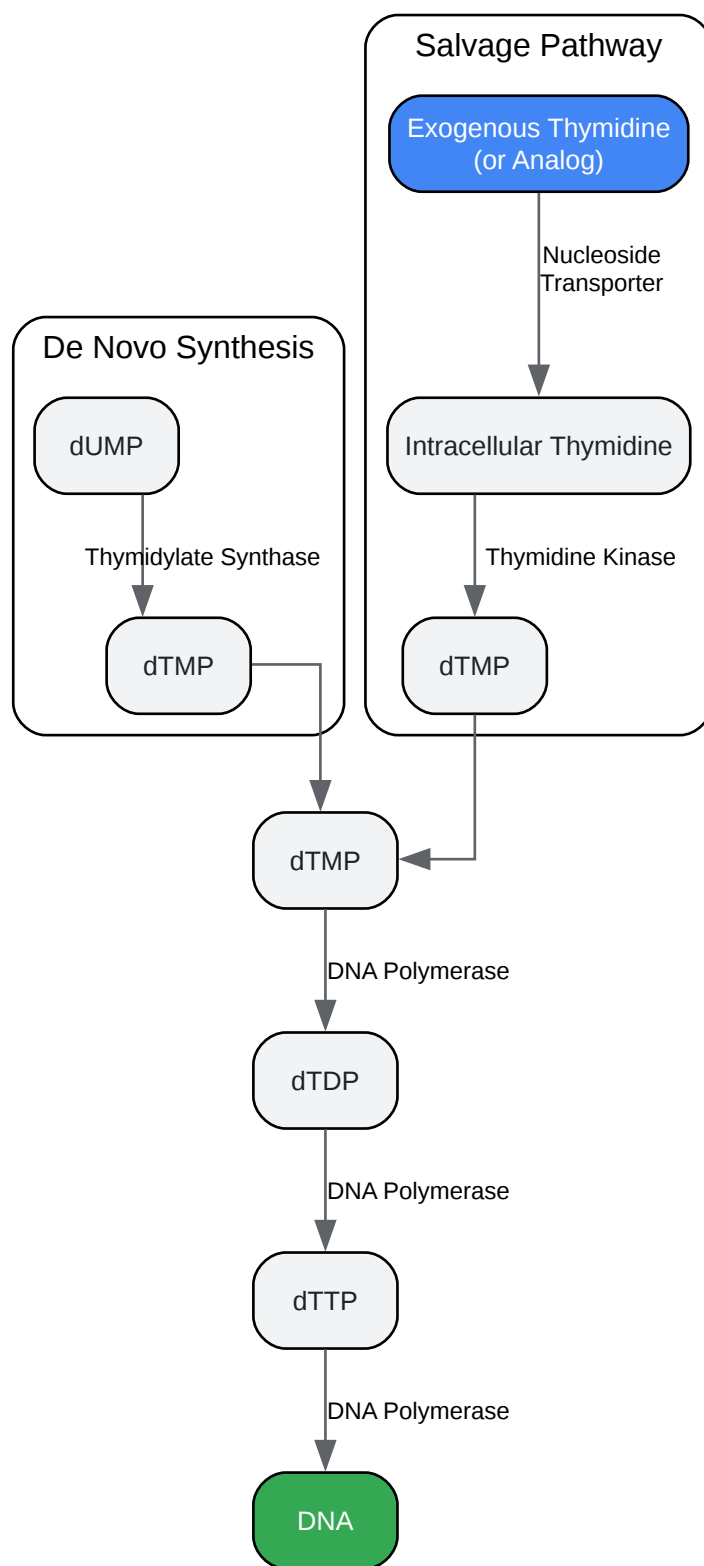 Salvage Pathway
Exogenous Thymidine
(or Analog)
Nucleoside
Transporter
De Novo Synthesis
dUMP
Intracellular Thymidine
Thymidylate Synthase
Thymidine Kinase
dTMP
dTMP
dTMP
DNA Polymerase
dTDP
DNA Polymerase
dTTP
DNA Polymerase
DNA